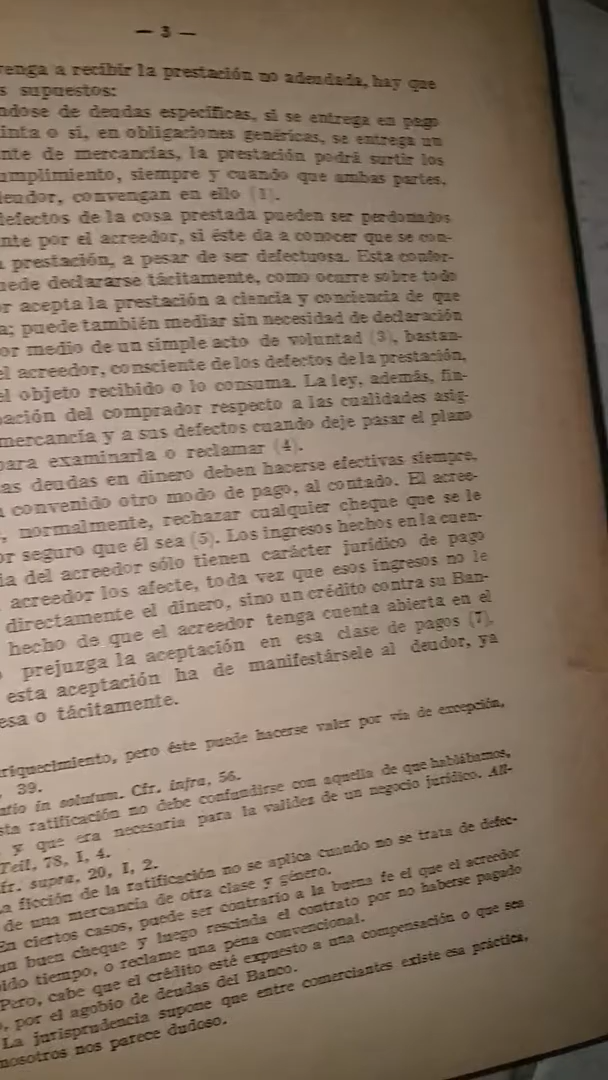 — 3 —
venga a recibir la prestación no adeudada, hay que
s supuestos:
ndose de deudas específicas, si se entrega en pago
inta o si, en obligaciones genéricas, se entrega un
nte de mercancías, la prestación podrá surtir los
umplimiento, siempre y cuando que ambas partes,
deudor, convengan en ello (1).
defectos de la cosa prestada pueden ser perdonados
nte por el acreedor, si éste da a conocer que se con-
a prestación, a pesar de ser defectuosa. Esta confor-
uede declararse tácitamente, como ocurre sobre todo
or acepta la prestación a ciencia y conciencia de que
a; puede también mediar sin necesidad de declaración
or medio de un simple acto de voluntad (3), bastan-
el acreedor, consciente de los defectos de la prestación,
el objeto recibido o lo consuma. La ley, además, fin-
bación del comprador respecto a las cualidades asig-
mercancía y a sus defectos cuando deje pasar el plazo
para examinarla o reclamar (4).
as deudas en dinero deben hacerse efectivas siempre,
a convenido otro modo de pago, al contado. El acree-
, normalmente, rechazar cualquier cheque que se le
or seguro que él sea (5). Los ingresos hechos en la cuen-
ia del acreedor sólo tienen carácter jurídico de pago
acreedor los afecte, toda vez que esos ingresos no le
directamente el dinero, sino un crédito contra su Ban-
hecho de que el acreedor tenga cuenta abierta en el
prejuzga la aceptación en esa clase de pagos (7),
esta aceptación ha de manifestársele al deudor, ya
esa o tácitamente.
riquecimiento, pero éste puede hacerse valer por vía de excepción,
39.
atio in solutum. Cfr. infra, 56.
sta ratificación no debe confundirse con aquella de que hablábamos,
y que era necesaria para la validez de un negocio jurídico. All-
Teil, 78, I, 4.
fr. supra, 20, I, 2.
a ficción de la ratificación no se aplica cuando no se trata de defec-
de una mercancía de otra clase y género.
En ciertos casos, puede ser contrario a la buena fe el que el acreedor
un buen cheque y luego rescinda el contrato por no haberse pagado
bido tiempo, o reclame una pena convencional.
Pero, cabe que el crédito esté expuesto a una compensación o que sea
, por el agobio de deudas del Banco.
La jurisprudencia supone que entre comerciantes existe esa práctica,
nosotros nos parece dudoso.